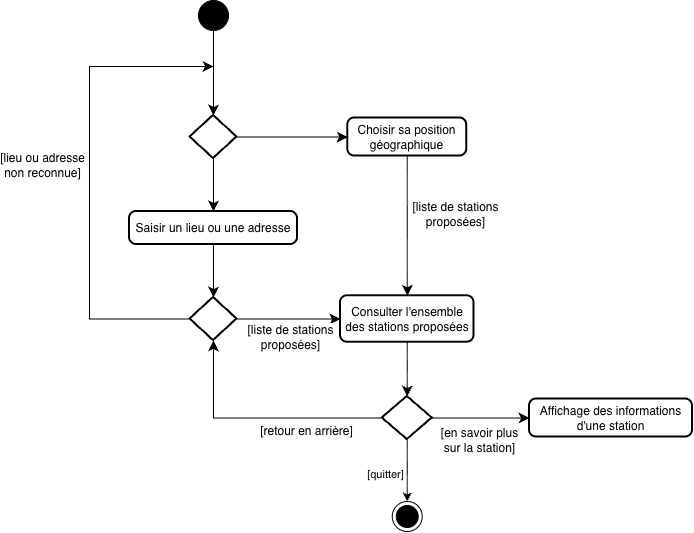 Choisir sa position
géographique
[lieu ou adresse
non reconnue]
[liste de stations
proposées]
Saisir un lieu ou une adresse
Consulter l'ensemble
des stations proposées
[liste de stations
proposées]
Affichage des informations
d'une station
[retour en arrière]
[en savoir plus
sur la station]
[quitter]